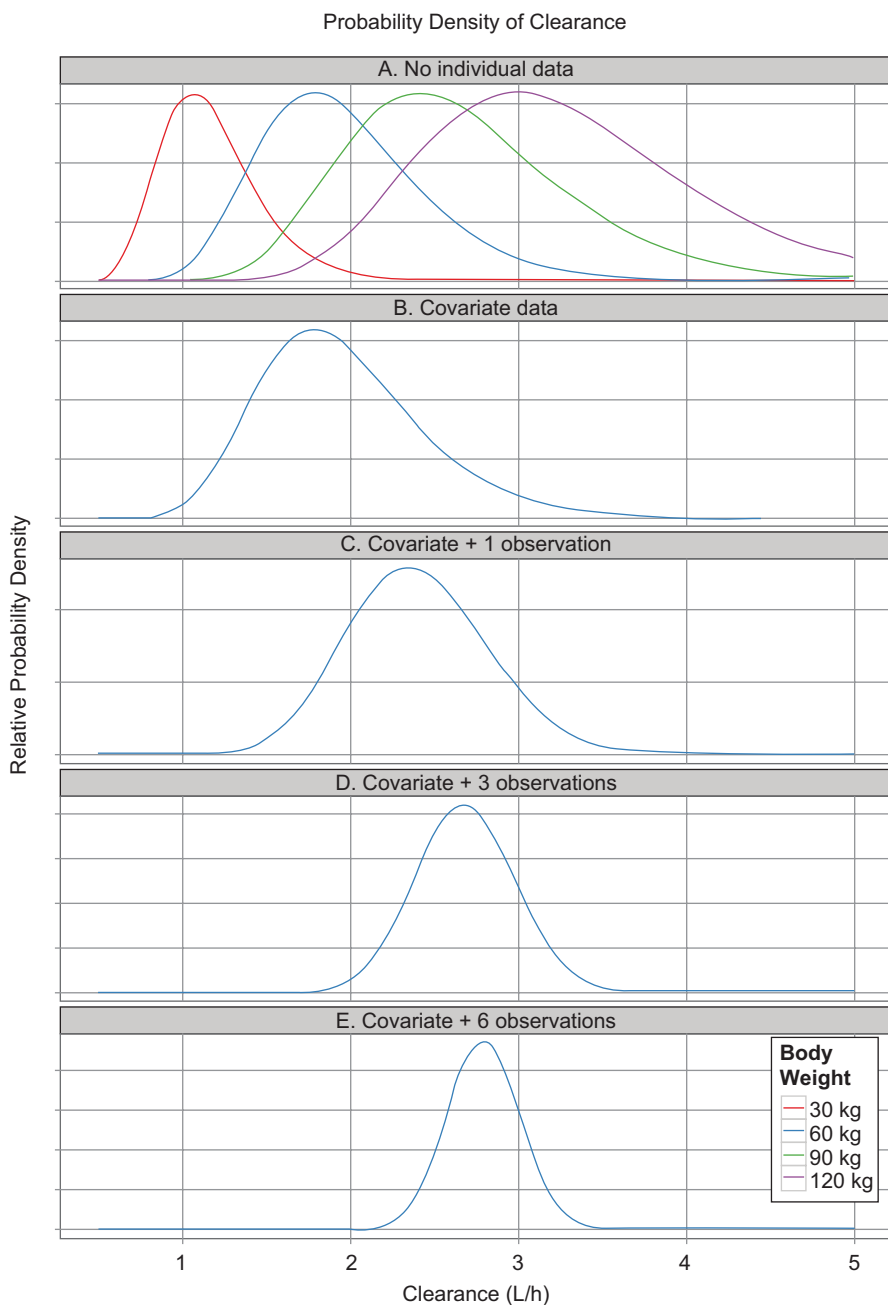 Probability Density of Clearance
A. No individual data
B. Covariate data
C. Covariate + 1 observation
D. Covariate + 3 observations
E. Covariate + 6 observations
Relative Probability Density
Body
Weight
30 kg
60 kg
90 kg
120 kg
1 2 3 4 5
Clearance (L/h)